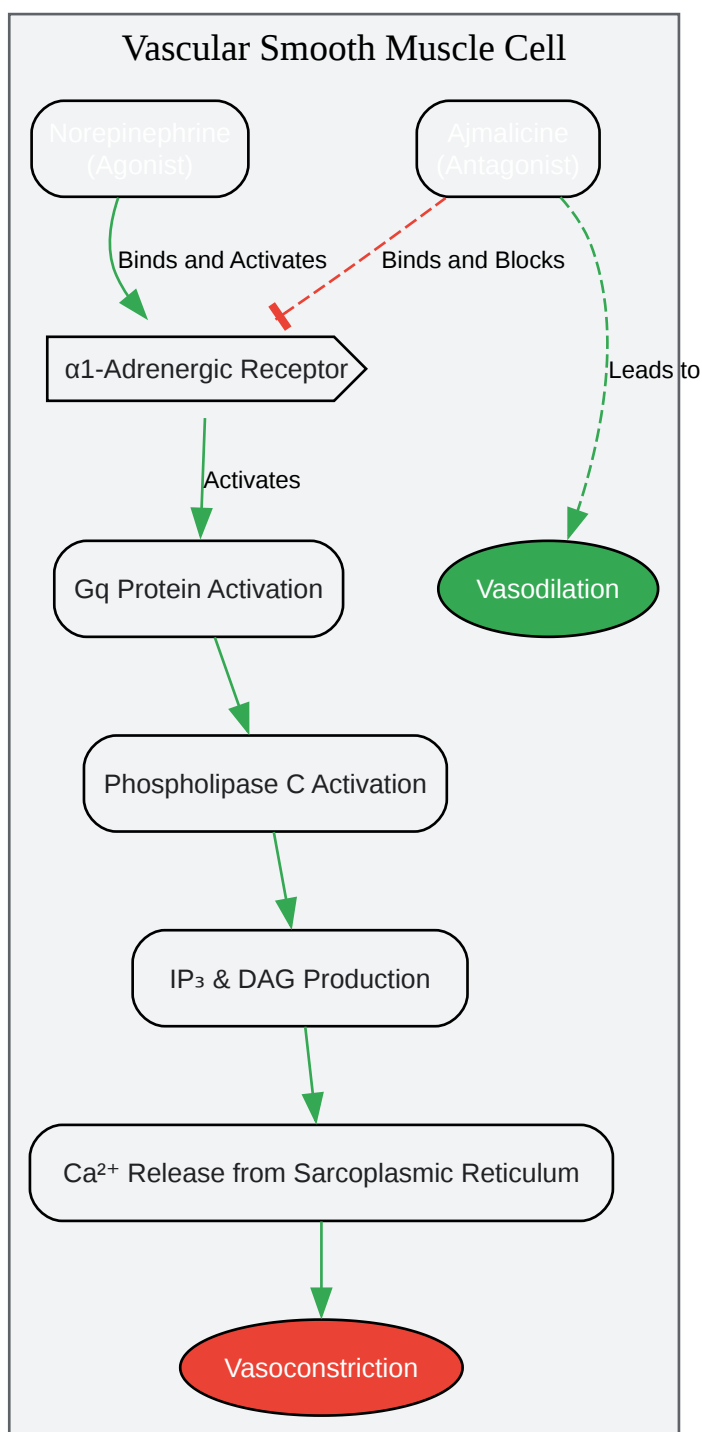 Vascular Smooth Muscle Cell
Norepinephrine
(Agonist)
Ajmalicine
(Antagonist)
Binds and Activates
Binds and Blocks
α1-Adrenergic Receptor
Leads to
Activates
Gq Protein Activation
Vasodilation
Phospholipase C Activation
IP₃ & DAG Production
Ca²⁺ Release from Sarcoplasmic Reticulum
Vasoconstriction